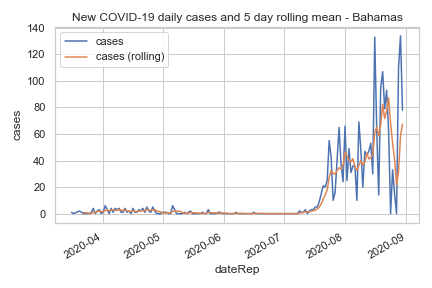 New COVID-19 daily cases and 5 day rolling mean - Bahamas
cases
cases (rolling)
140
120
100
80
60
40
20
0
cases
2020-04
2020-05
2020-06
2020-07
2020-08
2020-09
dateRep